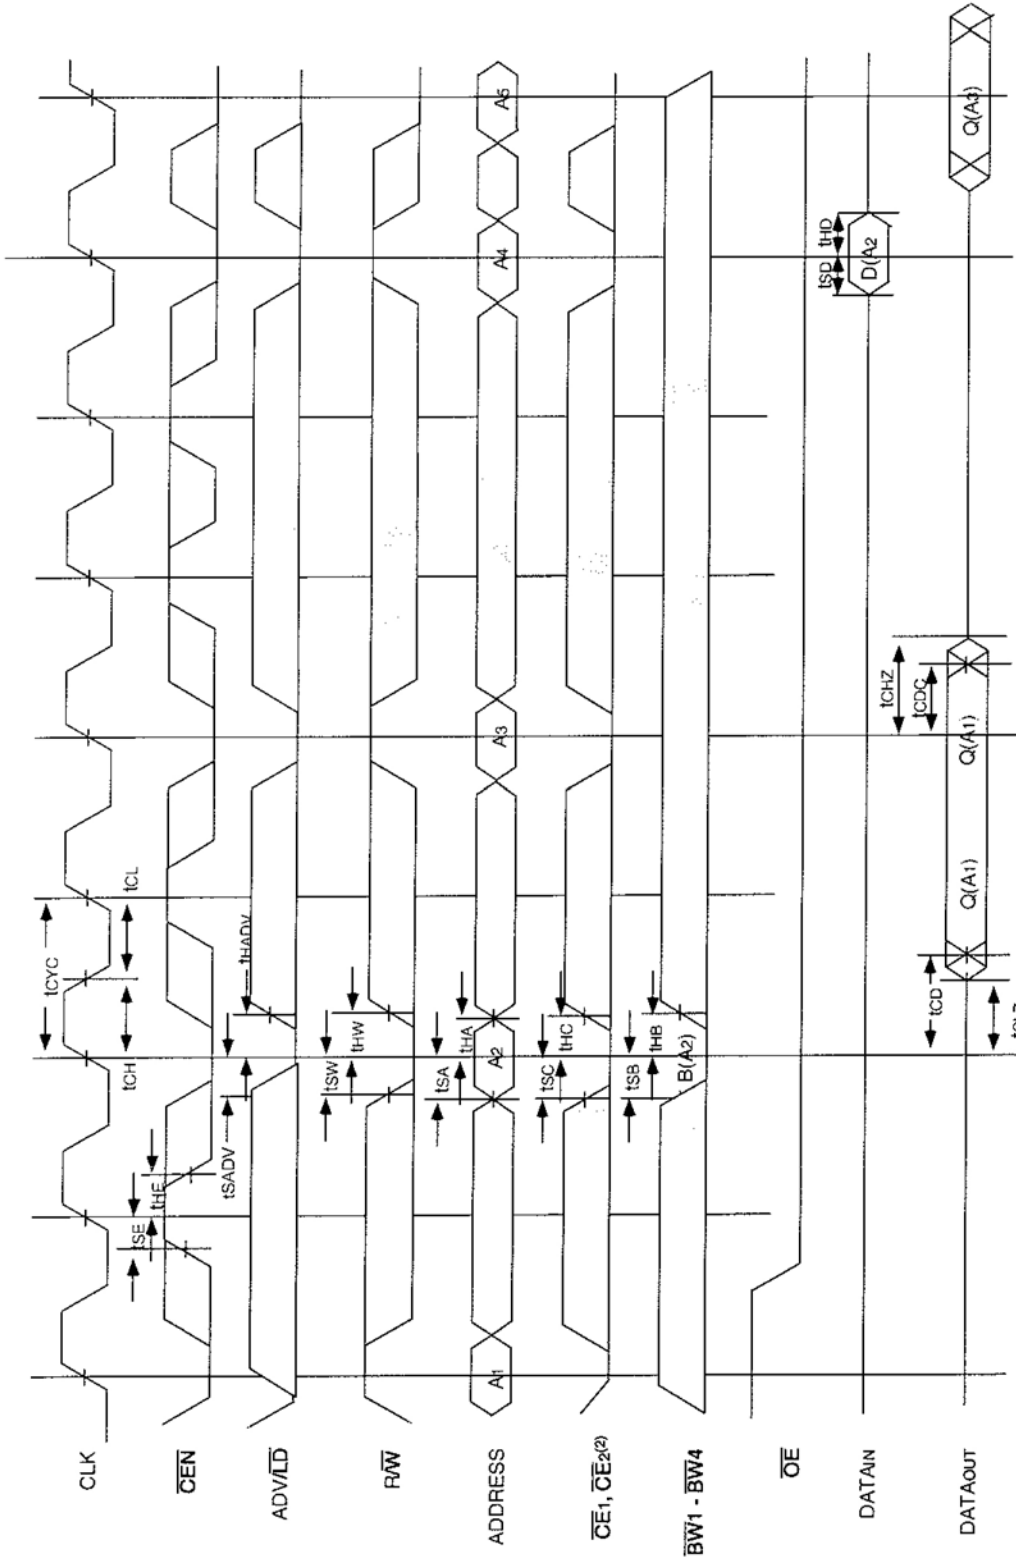 CLK
tCYC
tCH
tCL
CEN
tSE
tHE
ADV/LD
tSADV
tHADV
R/W
tSW
tHW
ADDRESS
A1
tSA
tHA
A2
A3
A4
A5
CE1, CE2(2)
tSC
tHC
BW1 - BW4
tSB
tHB
B(A2)
OE
DATAIN
tSD
tHD
D(A2
DATAOUT
tCD
Q(A1)
Q(A1)
tCHZ
tCDC
Q(A3)